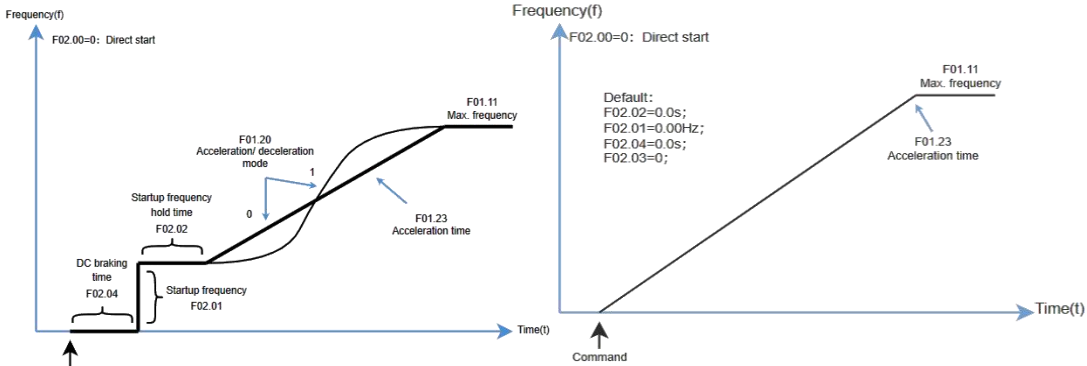 Frequency(f)
F02.00=0: Direct start
F01.11
Max. frequency
F01.20
Acceleration/ deceleration
mode
1
0
Startup frequency
hold time
F02.02
F01.23
Acceleration time
DC braking
time
F02.04
Startup frequency
F02.01
Time(t)
Frequency(f)
F02.00=0: Direct start
F01.11
Max. frequency
Default:
F02.02=0.0s;
F02.01=0.00Hz;
F02.04=0.0s;
F02.03=0;
F01.23
Acceleration time
Time(t)
Command